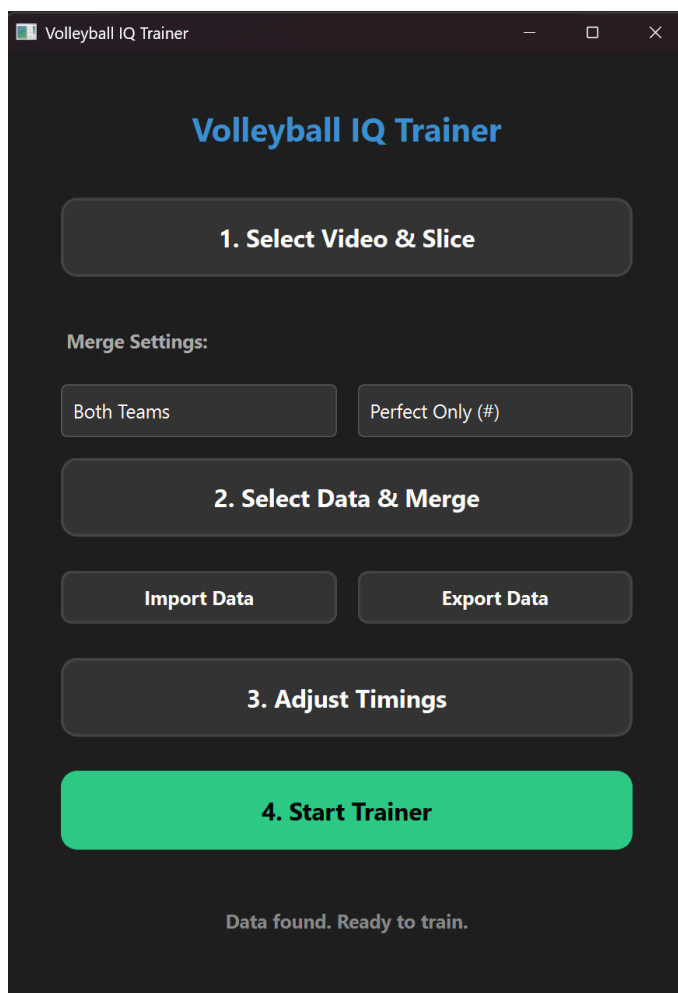 Volleyball IQ Trainer
Volleyball IQ Trainer
1. Select Video & Slice
Merge Settings:
Both Teams
Perfect Only (#)
2. Select Data & Merge
Import Data
Export Data
3. Adjust Timings
4. Start Trainer
Data found. Ready to train.